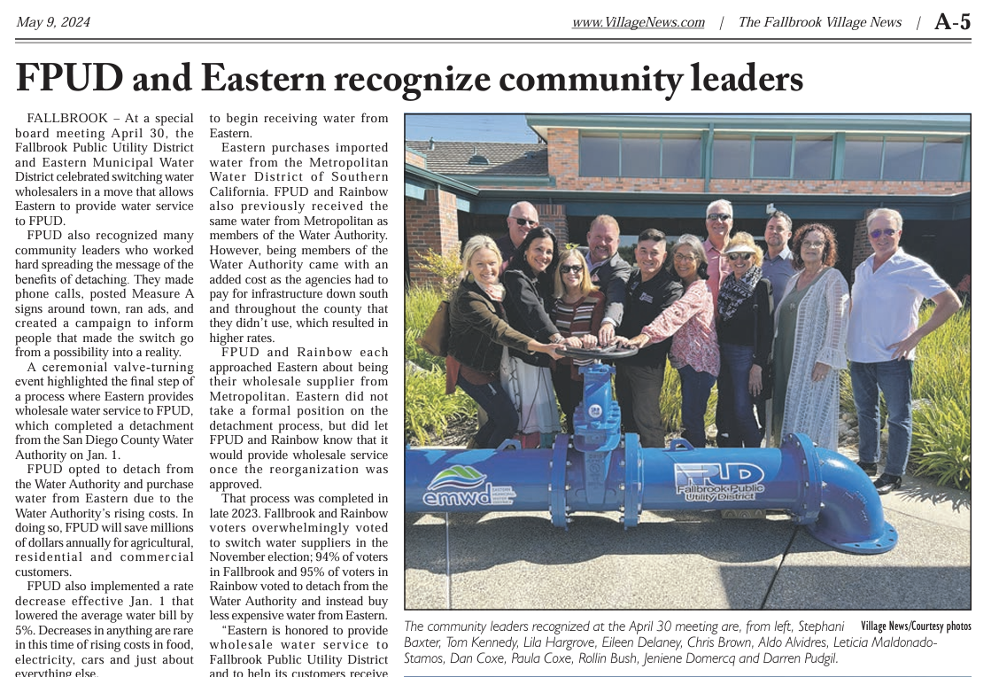 May 9, 2024
www.VillageNews.com | The Fallbrook Village News | A-5
FPUD and Eastern recognize community leaders
FALLBROOK – At a special
board meeting April 30, the
Fallbrook Public Utility District
and Eastern Municipal Water
District celebrated switching water
wholesalers in a move that allows
Eastern to provide water service
to FPUD.
FPUD also recognized many
community leaders who worked
hard spreading the message of the
benefits of detaching. They made
phone calls, posted Measure A
signs around town, ran ads, and
created a campaign to inform
people that made the switch go
from a possibility into a reality.
A ceremonial valve-turning
event highlighted the final step of
a process where Eastern provides
wholesale water service to FPUD,
which completed a detachment
from the San Diego County Water
Authority on Jan. 1.
FPUD opted to detach from
the Water Authority and purchase
water from Eastern due to the
Water Authority's rising costs. In
doing so, FPUD will save millions
of dollars annually for agricultural,
residential and commercial
customers.
FPUD also implemented a rate
decrease effective Jan. 1 that
lowered the average water bill by
5%. Decreases in anything are rare
in this time of rising costs in food,
electricity, cars and just about
everything else.
to begin receiving water from
Eastern.
Eastern purchases imported
water from the Metropolitan
Water District of Southern
California. FPUD and Rainbow
also previously received the
same water from Metropolitan as
members of the Water Authority.
However, being members of the
Water Authority came with an
added cost as the agencies had to
pay for infrastructure down south
and throughout the county that
they didn't use, which resulted in
higher rates.
FPUD and Rainbow each
approached Eastern about being
their wholesale supplier from
Metropolitan. Eastern did not
take a formal position on the
detachment process, but did let
FPUD and Rainbow know that it
would provide wholesale service
once the reorganization was
approved.
That process was completed in
late 2023. Fallbrook and Rainbow
voters overwhelmingly voted
to switch water suppliers in the
November election; 94% of voters
in Fallbrook and 95% of voters in
Rainbow voted to detach from the
Water Authority and instead buy
less expensive water from Eastern.
“Eastern is honored to provide
wholesale water service to
Fallbrook Public Utility District
and to help its customers receive
emwd
EASTERN
MUNICIPAL
WATER
DISTRICT
FPUD
Fallbrook Public
Utility District
The community leaders recognized at the April 30 meeting are, from left, Stephani
Village News/Courtesy photos
Baxter, Tom Kennedy, Lila Hargrove, Eileen Delaney, Chris Brown, Aldo Alvidres, Leticia Maldonado-
Stamos, Dan Coxe, Paula Coxe, Rollin Bush, Jeniene Domercq and Darren Pudgil.